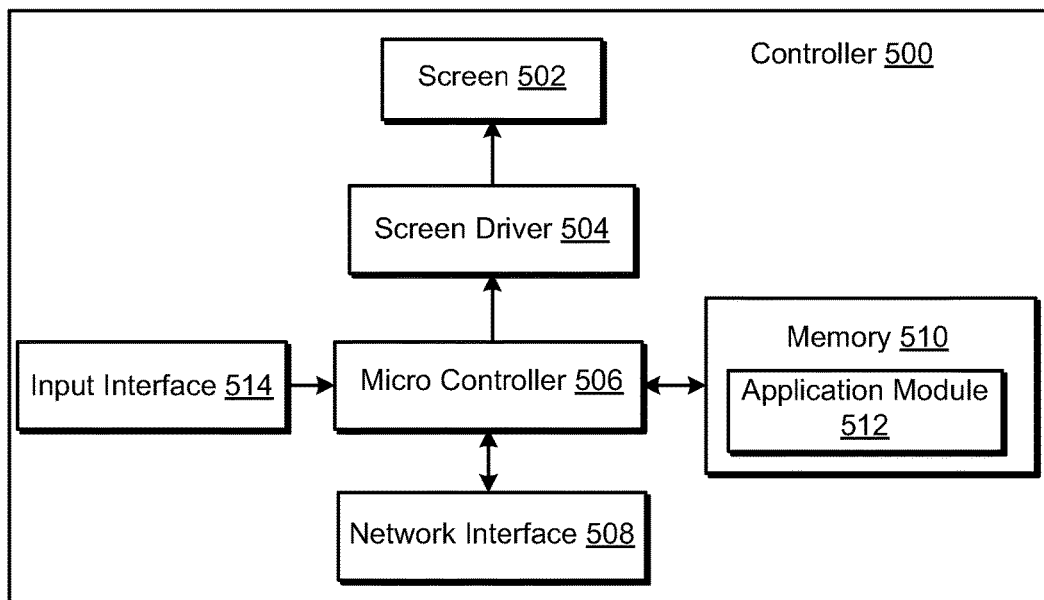 Controller 500
Screen 502
Screen Driver 504
Input Interface 514
Micro Controller 506
Memory 510
Application Module
512
Network Interface 508